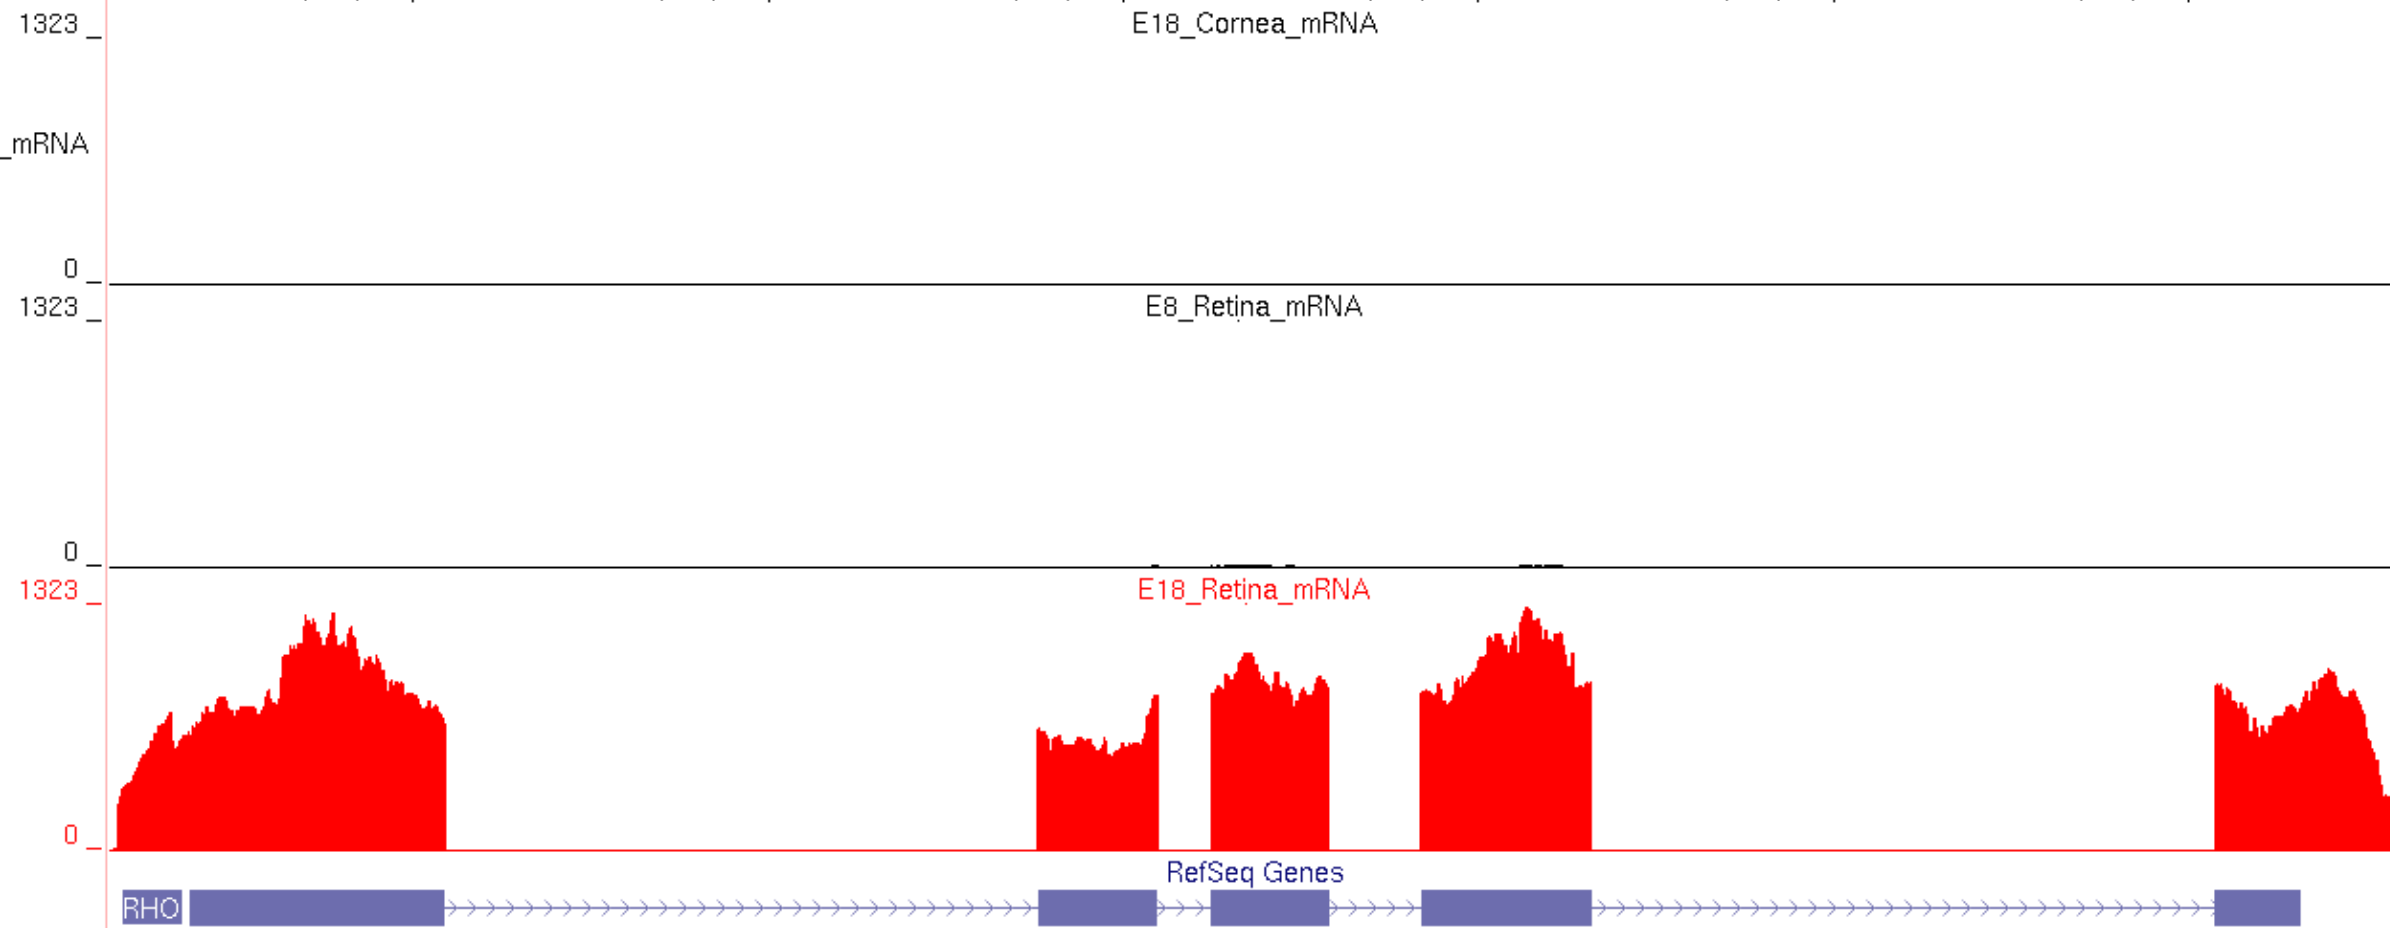 1323 _ E18_Cornea_mRNA
_mRNA
0 _
1323 _ E8_Retina_mRNA
0 _
1323 _ E18_Retina_mRNA
0 _
RefSeq Genes
RHO